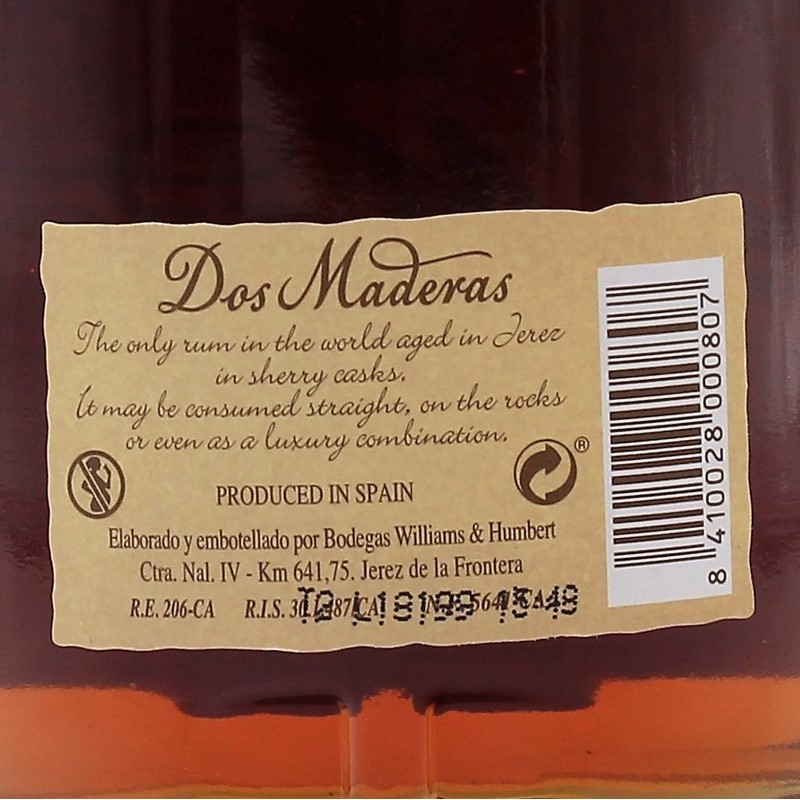 Dos Maderas
The only rum in the world aged in Jerez
in sherry casks.
It may be consumed straight, on the rocks
or even as a luxury combination.
®
PRODUCED IN SPAIN
Elaborado y embotellado por Bodegas Williams & Humbert
Ctra. Nal. IV - Km 641,75. Jerez de la Frontera
R.E. 206-CA R.I.S.
8 410028 000807